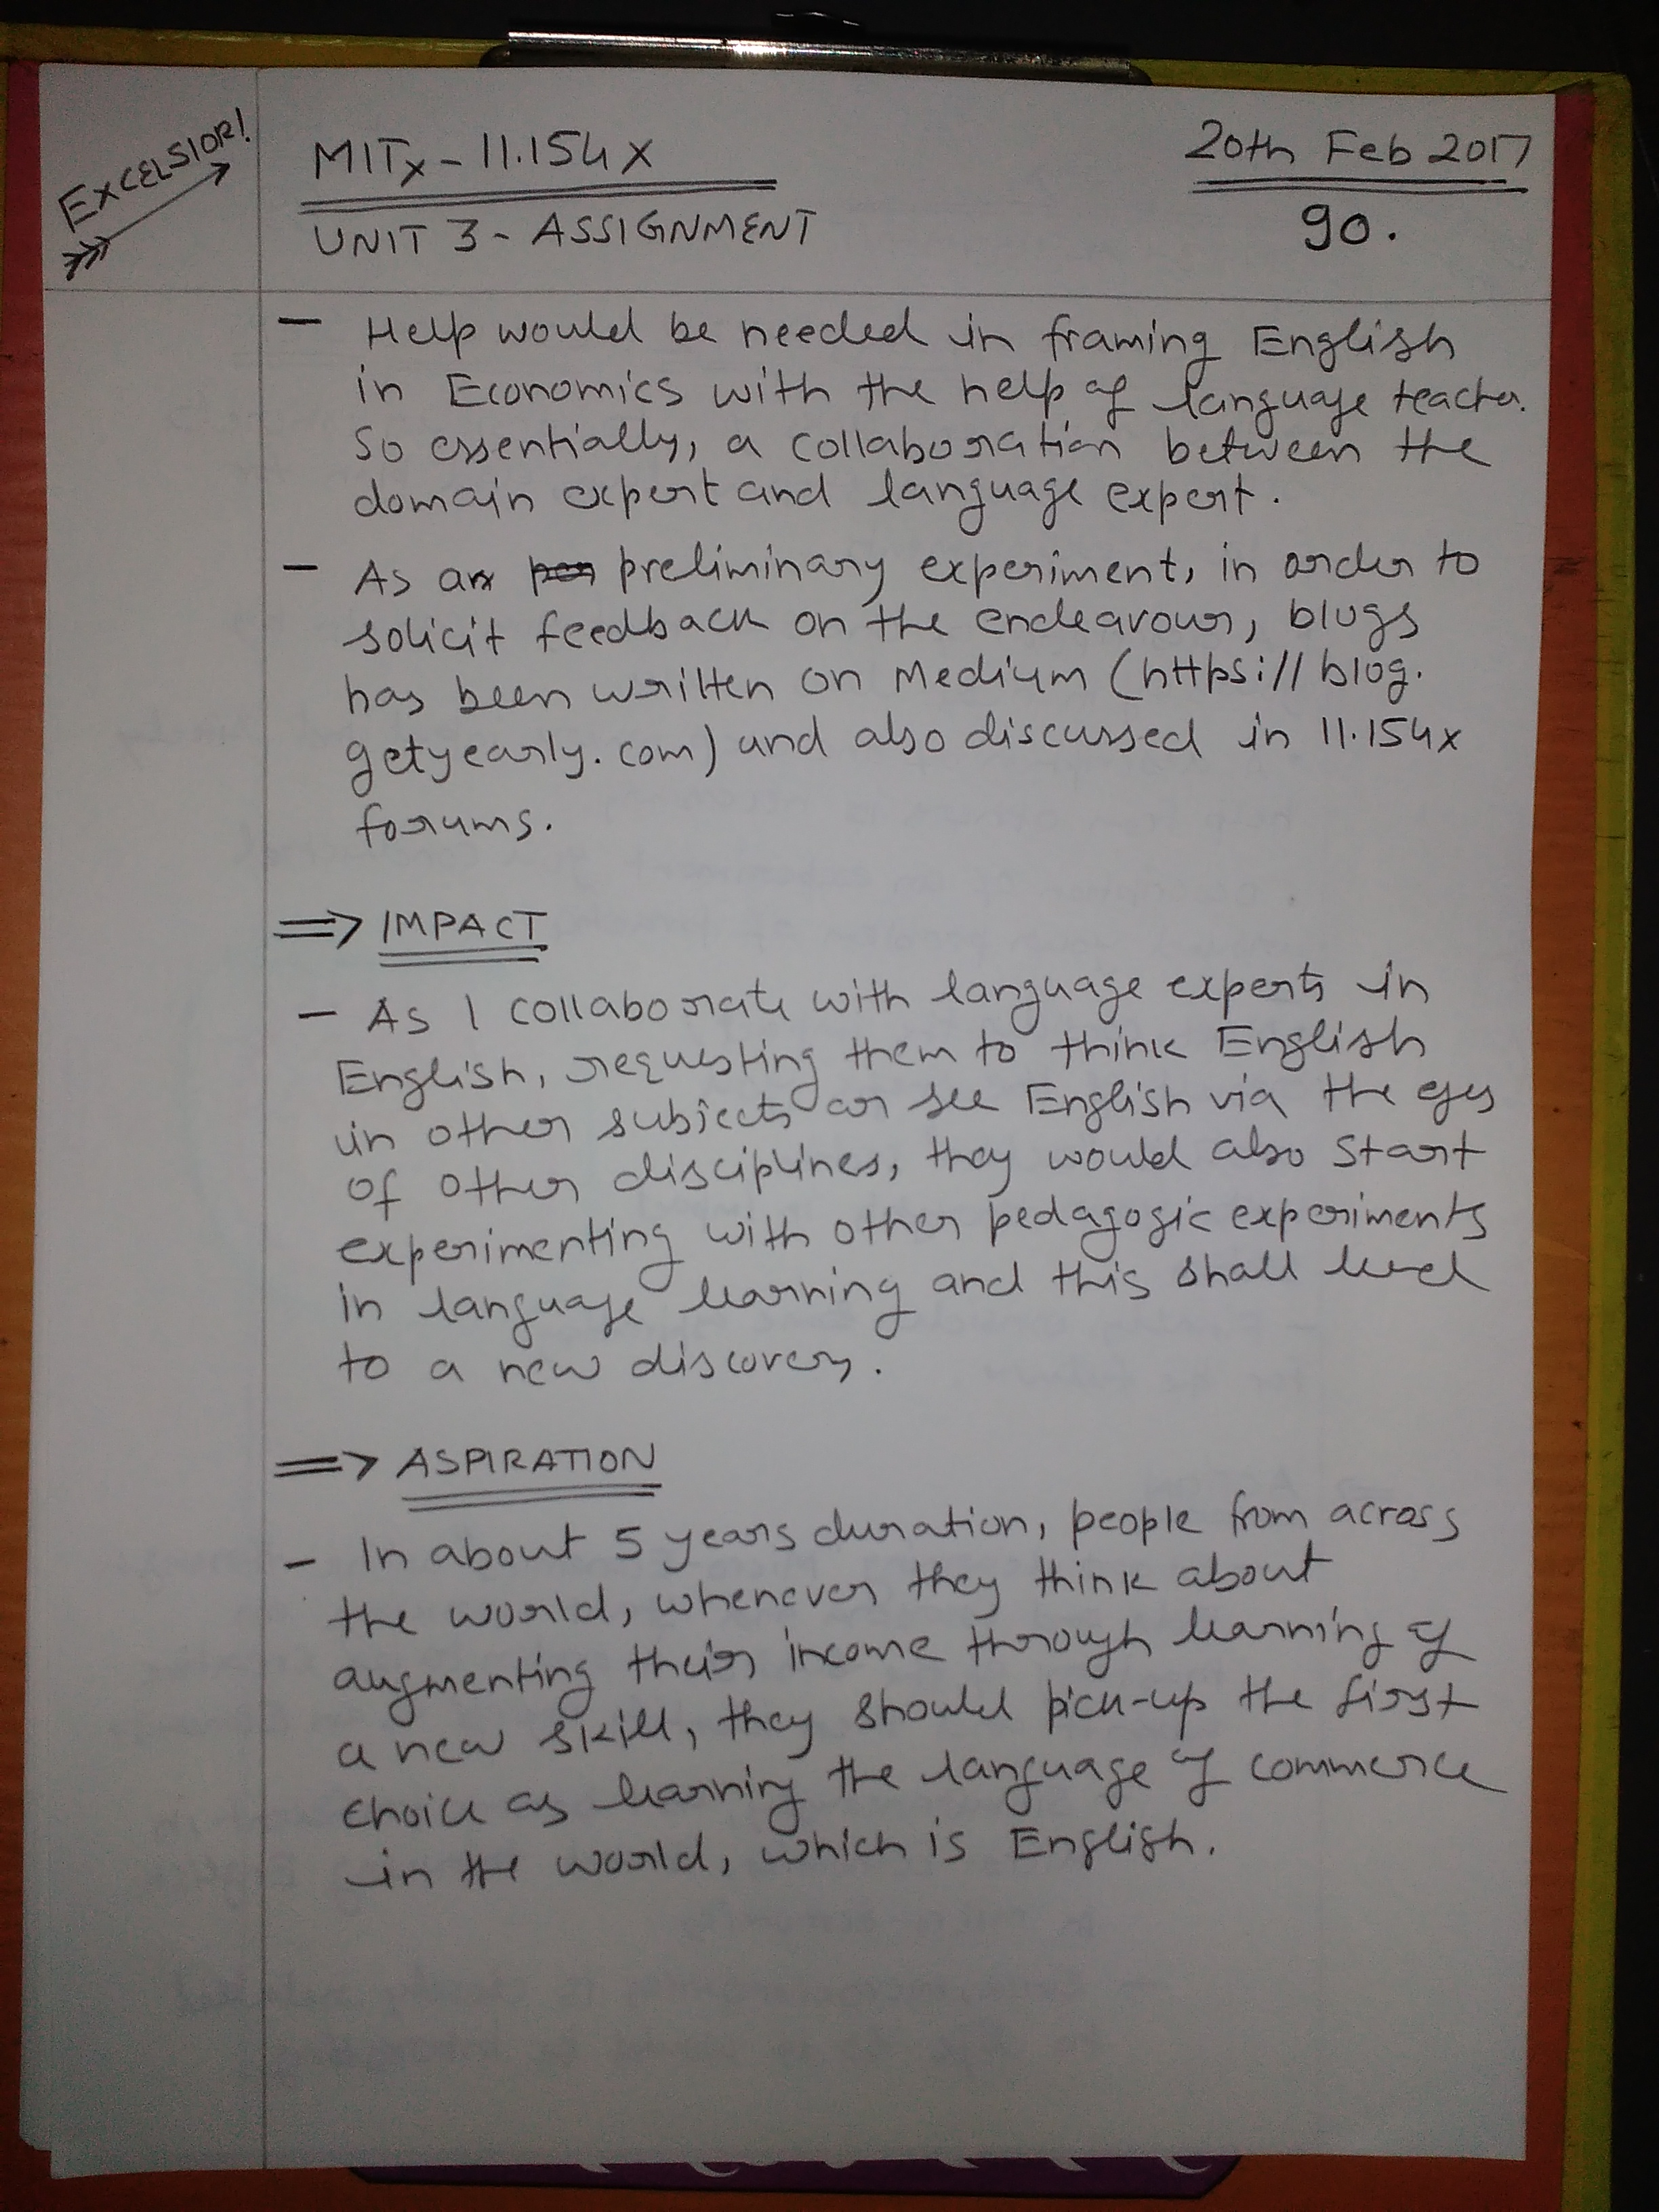 EXCELSIOR!
MITx - 11.154x
UNIT 3 - ASSIGNMENT
20th Feb 2017
90.
— Help would be needed in framing English
in Economics with the help of language teacher.
So essentially, a collaboration between the
domain expert and language expert.
— As a preliminary experiment, in order to
solicit feedback on the endeavour, blogs
has been written on Medium (https://blog.
getyearly.com) and also discussed in 11.154x
forums.
=> IMPACT
— As I collaborate with language experts in
English, requesting them to think English
in other subjects or see English via the eyes
of other disciplines, they would also start
experimenting with other pedagogic experiments
in language learning and this shall lead
to a new discovery.
=> ASPIRATION
— In about 5 years duration, people from across
the world, whenever they think about
augmenting their income through learning of
a new skill, they should pick-up the first
choice as learning the language of commerce
in the world, which is English.